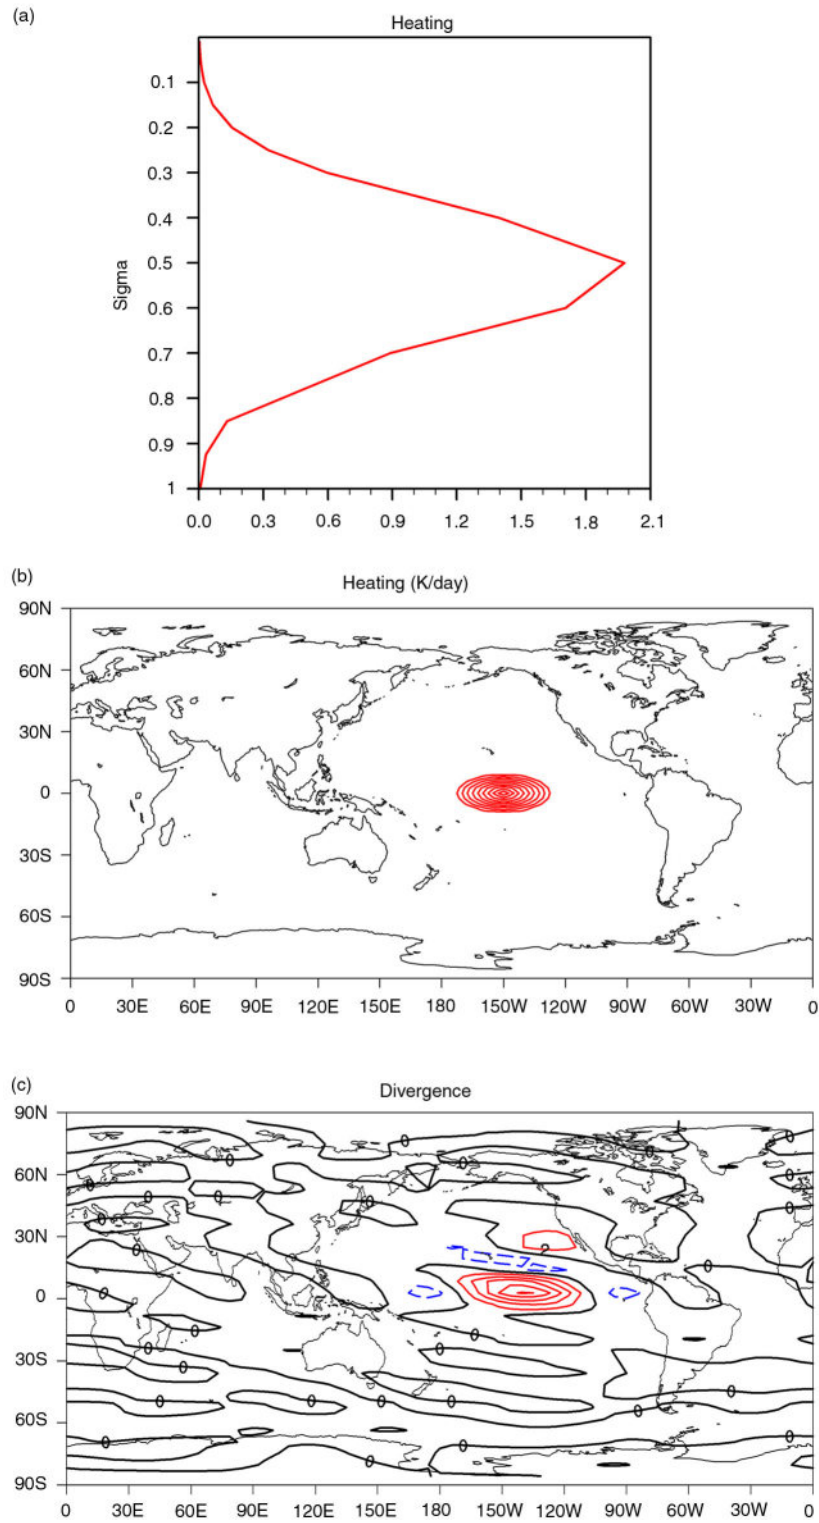 (a)
Heating
Sigma
0.1
0.2
0.3
0.4
0.5
0.6
0.7
0.8
0.9
1
0.0 0.3 0.6 0.9 1.2 1.5 1.8 2.1
(b)
Heating (K/day)
90N
60N
30N
0
30S
60S
90S
0 30E 60E 90E 120E 150E 180 150W 120W 90W 60W 30W 0
(c)
Divergence
90N
60N
30N
0
30S
60S
90S
0 30E 60E 90E 120E 150E 180 150W 120W 90W 60W 30W 0